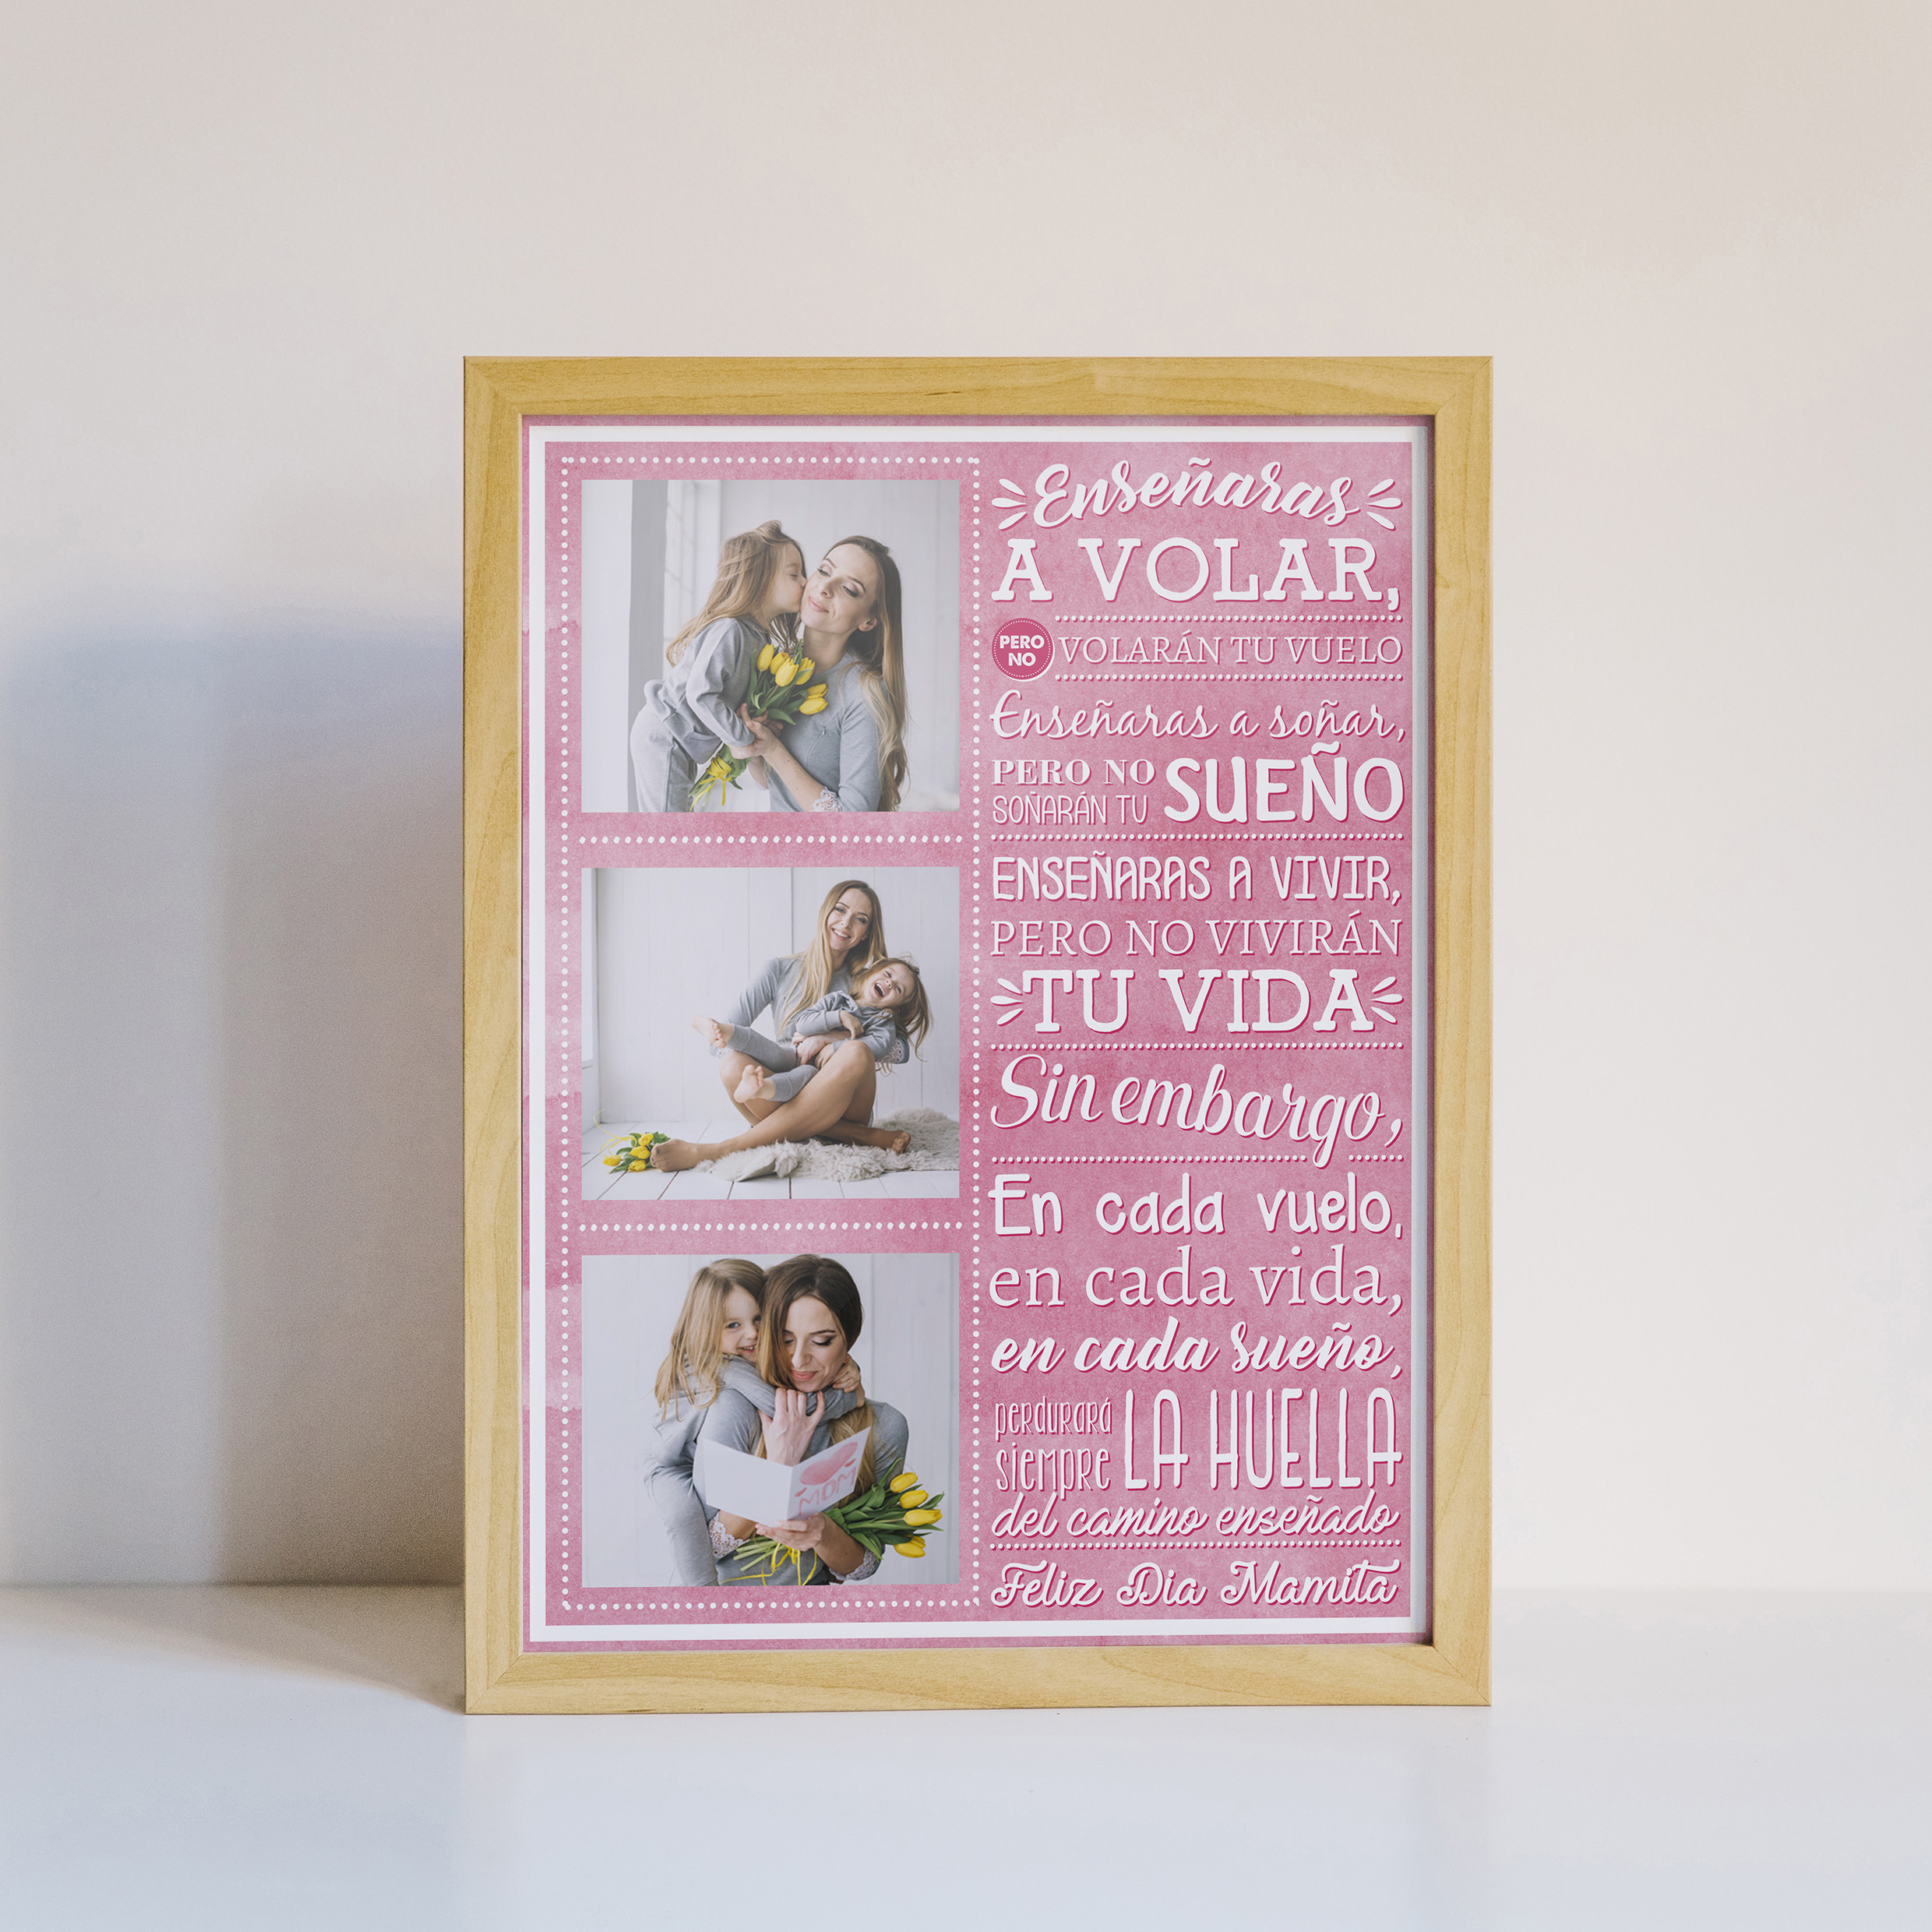 Enseñaras
A VOLAR,
PERO NO VOLARÁN TU VUELO
Enseñaras a soñar,
PERO NO
SOÑARÁN TU SUEÑO
ENSEÑARAS A VIVIR,
PERO NO VIVIRÁN
TU VIDA
Sin embargo,
En cada vuelo,
en cada vida,
en cada sueño,
perdurará
siempre LA HUELLA
del camino enseñado
Feliz Dia Mamita
MOM